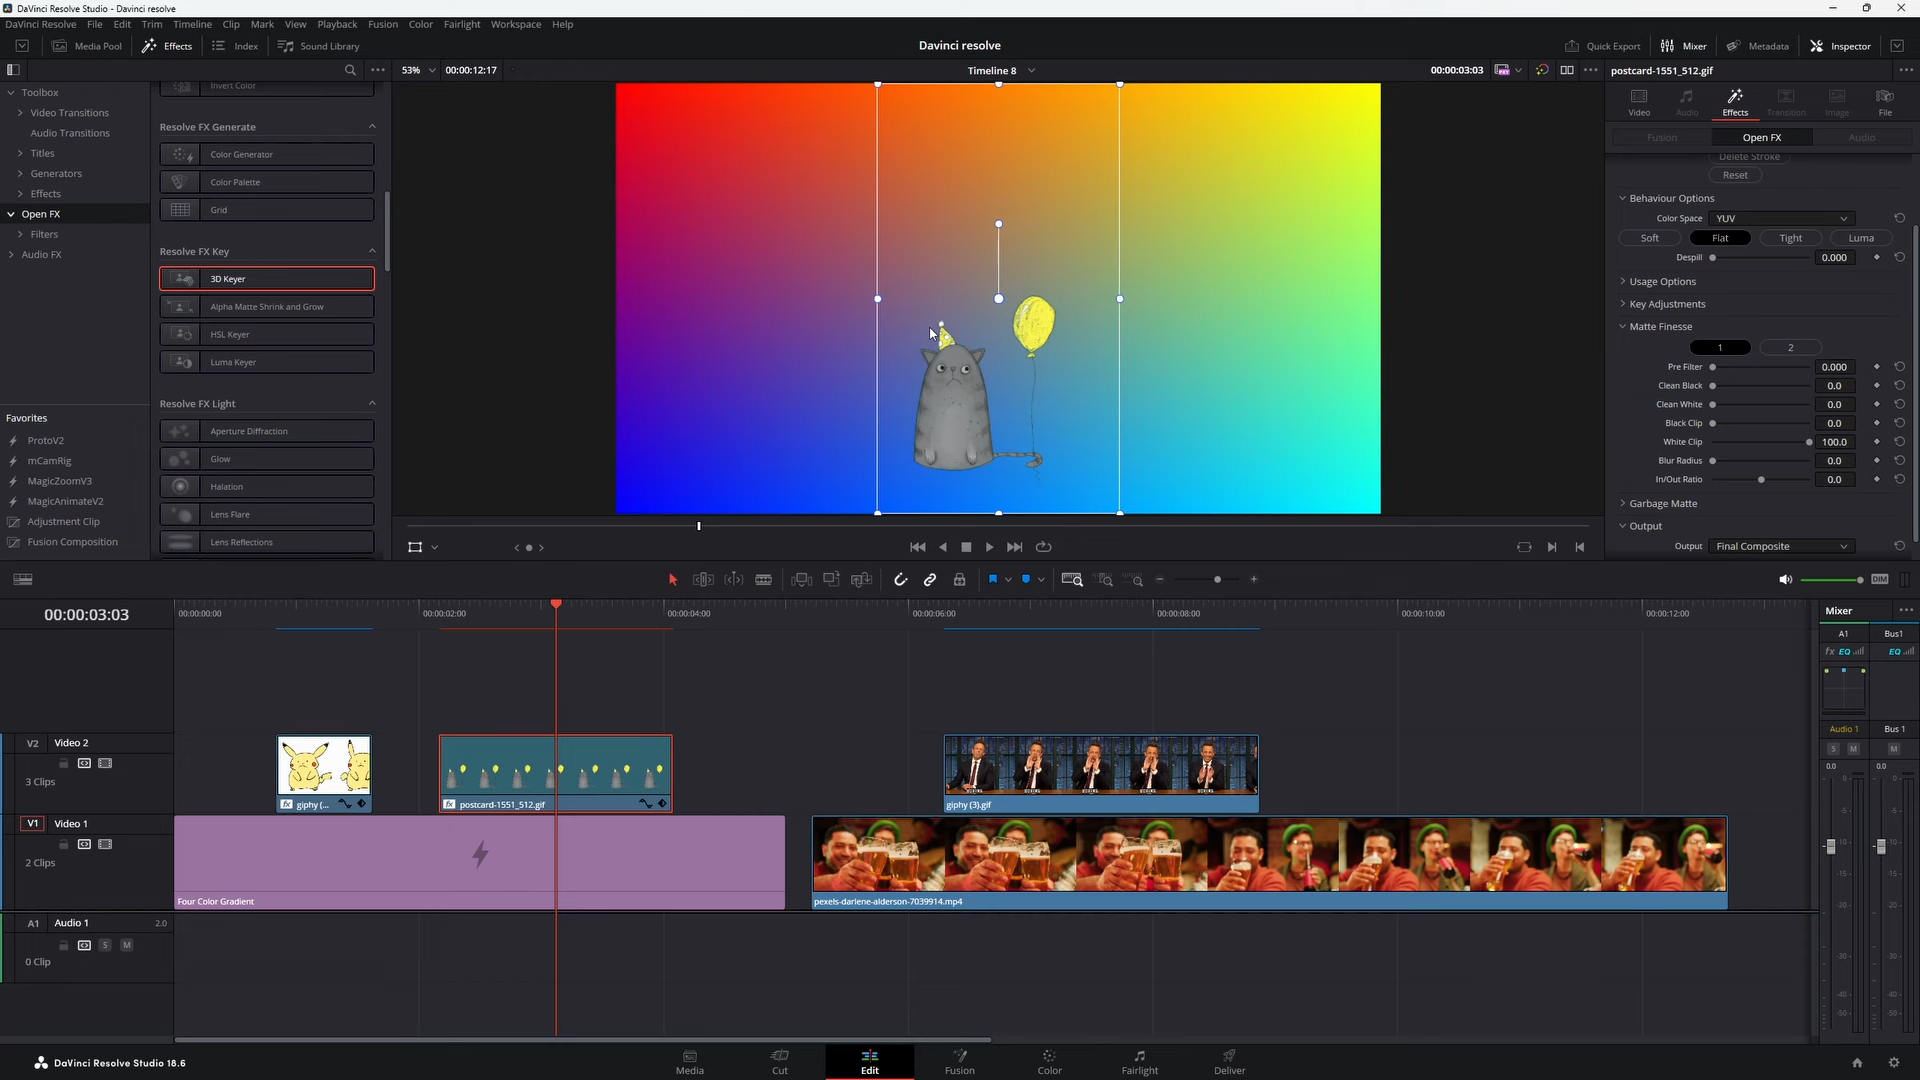 DaVinci Resolve Studio - Davinci resolve
DaVinci Resolve File Edit Trim Timeline Clip Mark View Playback Fusion Color Fairlight Workspace Help
Media Pool Effects Index Sound Library Davinci resolve Quick Export Mixer Metadata Inspector
53% 00:00:12:17 Timeline 8 00:00:03:03 postcard-1551_512.gif
Toolbox
Video Transitions
Audio Transitions
Titles
Generators
Effects
Open FX
Filters
Audio FX
Favorites
ProtoV2
mCamRig
MagicZoomV3
MagicAnimateV2
Adjustment Clip
Fusion Composition
Invert Color
Resolve FX Generate
Color Generator
Color Palette
Grid
Resolve FX Key
3D Keyer
Alpha Matte Shrink and Grow
HSL Keyer
Luma Keyer
Resolve FX Light
Aperture Diffraction
Glow
Halation
Lens Flare
Lens Reflections
Video Audio Effects Transition Image File
Fusion Open FX Audio
Delete Stroke
Reset
Behaviour Options
Color Space YUV
Soft Flat Tight Luma
Despill 0.000
Usage Options
Key Adjustments
Matte Finesse
1 2
Pre Filter 0.000
Clean Black 0.0
Clean White 0.0
Black Clip 0.0
White Clip 100.0
Blur Radius 0.0
In/Out Ratio 0.0
Garbage Matte
Output
Output Final Composite
DIM
00:00:03:03 00:00:00:00 00:00:02:00 00:00:04:00 00:00:06:00 00:00:08:00 00:00:10:00 00:00:12:00
V2 Video 2
3 Clips
fx giphy (... fx postcard-1551_512.gif giphy (3).gif
V1 Video 1
2 Clips
Four Color Gradient pexels-darlene-alderson-7039914.mp4
A1 Audio 1 2.0
S M
0 Clip
Mixer
A1 Bus1
fx EQ EQ
Audio 1 Bus 1
S M M
0.0 0.0
DaVinci Resolve Studio 18.6
Media Cut Edit Fusion Color Fairlight Deliver